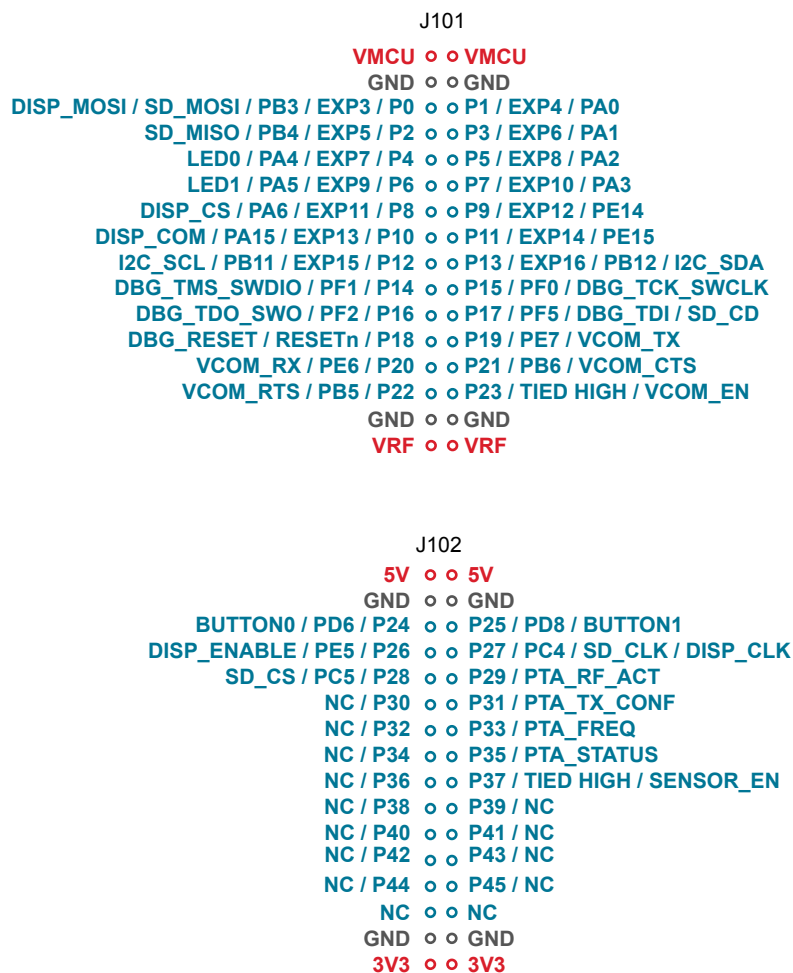 J101
VMCU VMCU
GND GND
DISP_MOSI / SD_MOSI / PB3 / EXP3 / P0 P1 / EXP4 / PA0
SD_MISO / PB4 / EXP5 / P2 P3 / EXP6 / PA1
LED0 / PA4 / EXP7 / P4 P5 / EXP8 / PA2
LED1 / PA5 / EXP9 / P6 P7 / EXP10 / PA3
DISP_CS / PA6 / EXP11 / P8 P9 / EXP12 / PE14
DISP_COM / PA15 / EXP13 / P10 P11 / EXP14 / PE15
I2C_SCL / PB11 / EXP15 / P12 P13 / EXP16 / PB12 / I2C_SDA
DBG_TMS_SWDIO / PF1 / P14 P15 / PF0 / DBG_TCK_SWCLK
DBG_TDO_SWO / PF2 / P16 P17 / PF5 / DBG_TDI / SD_CD
DBG_RESET / RESETn / P18 P19 / PE7 / VCOM_TX
VCOM_RX / PE6 / P20 P21 / PB6 / VCOM_CTS
VCOM_RTS / PB5 / P22 P23 / TIED HIGH / VCOM_EN
GND GND
VRF VRF
J102
5V 5V
GND GND
BUTTON0 / PD6 / P24 P25 / PD8 / BUTTON1
DISP_ENABLE / PE5 / P26 P27 / PC4 / SD_CLK / DISP_CLK
SD_CS / PC5 / P28 P29 / PTA_RF_ACT
NC / P30 P31 / PTA_TX_CONF
NC / P32 P33 / PTA_FREQ
NC / P34 P35 / PTA_STATUS
NC / P36 P37 / TIED HIGH / SENSOR_EN
NC / P38 P39 / NC
NC / P40 P41 / NC
NC / P42 P43 / NC
NC / P44 P45 / NC
NC NC
GND GND
3V3 3V3